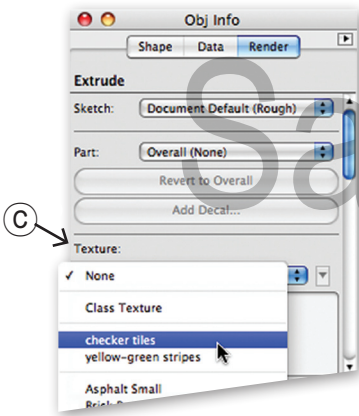 Obj Info
Shape Data Render
Extrude
Sketch: Document Default (Rough)
Part: Overall (None)
Revert to Overall
Add Decal...
C
Texture:
✓ None
Class Texture
checker tiles
yellow-green stripes
Asphalt Small